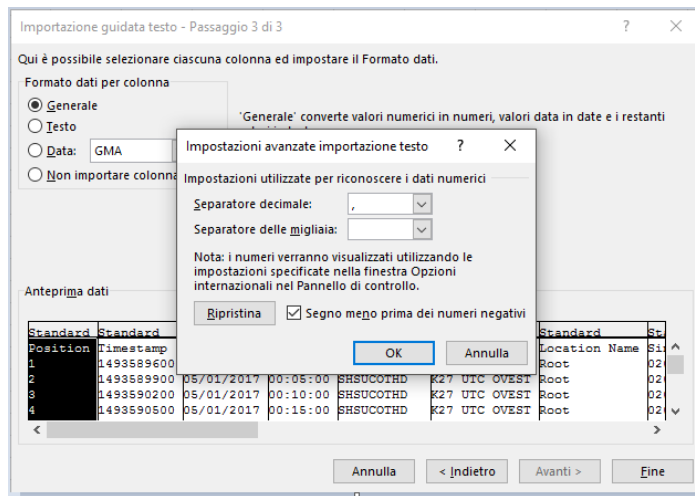 Importazione guidata testo - Passaggio 3 di 3
?
Qui è possibile selezionare ciascuna colonna ed impostare il Formato dati.
Formato dati per colonna
Generale
Testo
Data: GMA
Non importare colonna
'Generale' converte valori numerici in numeri, valori data in date e i restanti
Impostazioni avanzate importazione testo ?
Impostazioni utilizzate per riconoscere i dati numerici
Separatore decimale: ,
Separatore delle migliaia:
Nota: i numeri verranno visualizzati utilizzando le
impostazioni specificate nella finestra Opzioni
internazionali nel Pannello di controllo.
Ripristina
Segno meno prima dei numeri negativi
OK
Annulla
Anteprima dati
Standard Standard Standard
Position Timestamp Location Name
1 1493589600 Root
2 1493589900 05/01/2017 00:05:00 SHSUCOTHD K27 UTC OVEST Root
3 1493590200 05/01/2017 00:10:00 SHSUCOTHD K27 UTC OVEST Root
4 1493590500 05/01/2017 00:15:00 SHSUCOTHD K27 UTC OVEST Root
Annulla
< Indietro
Avanti >
Fine